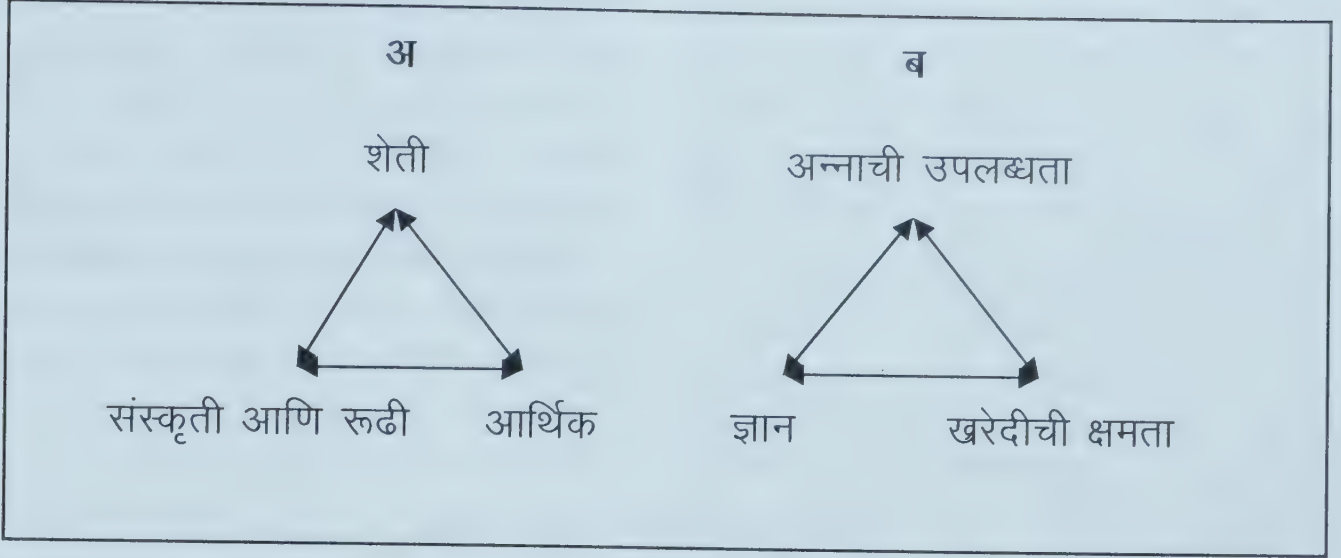 अ
शेती
संस्कृती आणि रूढी आर्थिक
ब
अन्नाची उपलब्धता
ज्ञान खरेदीची क्षमता